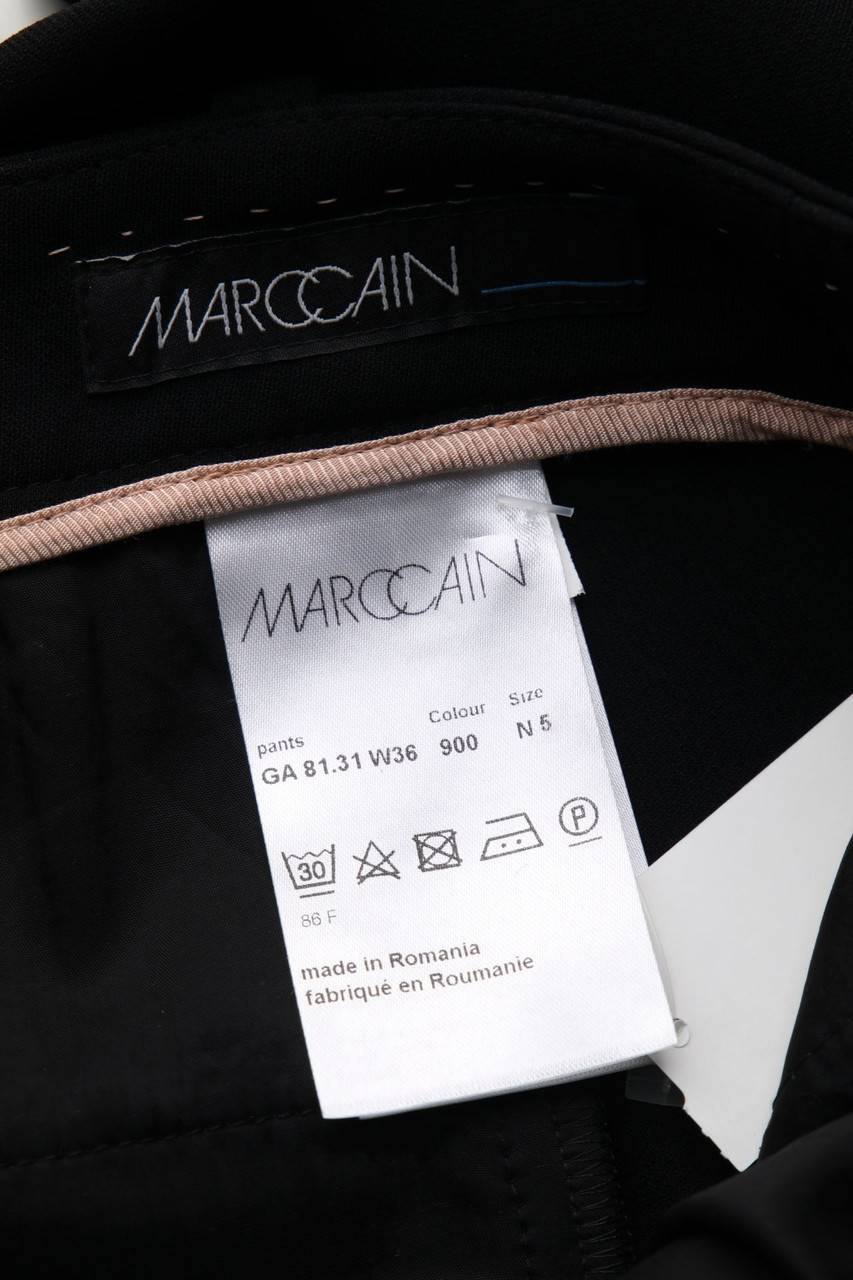 MARCCAIN
MARCCAIN
Colour Size
pants
GA 81.31 W36 900 N 5
30 P
86 F
made in Romania
fabriqué en Roumanie